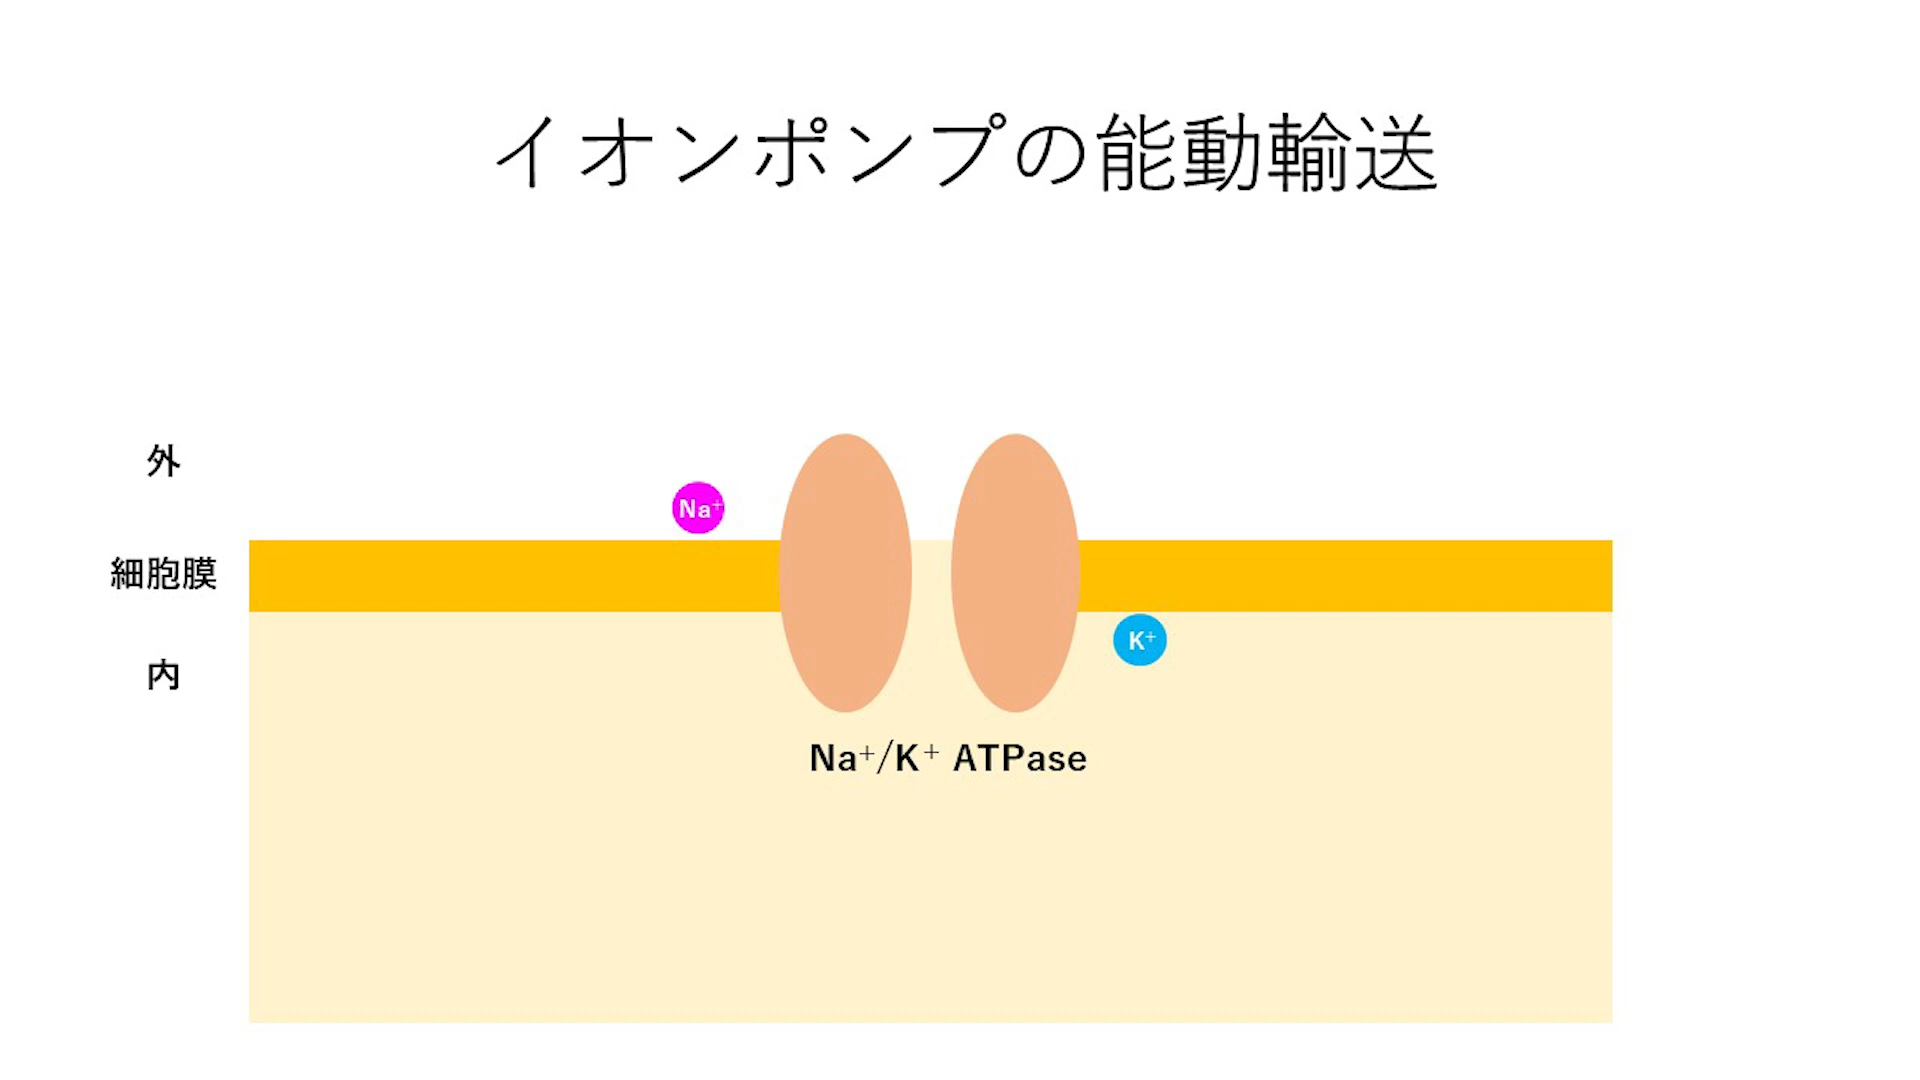 イオンポンプの能動輸送
外
Na⁺
細胞膜
K⁺
内
Na⁺/K⁺ ATPase